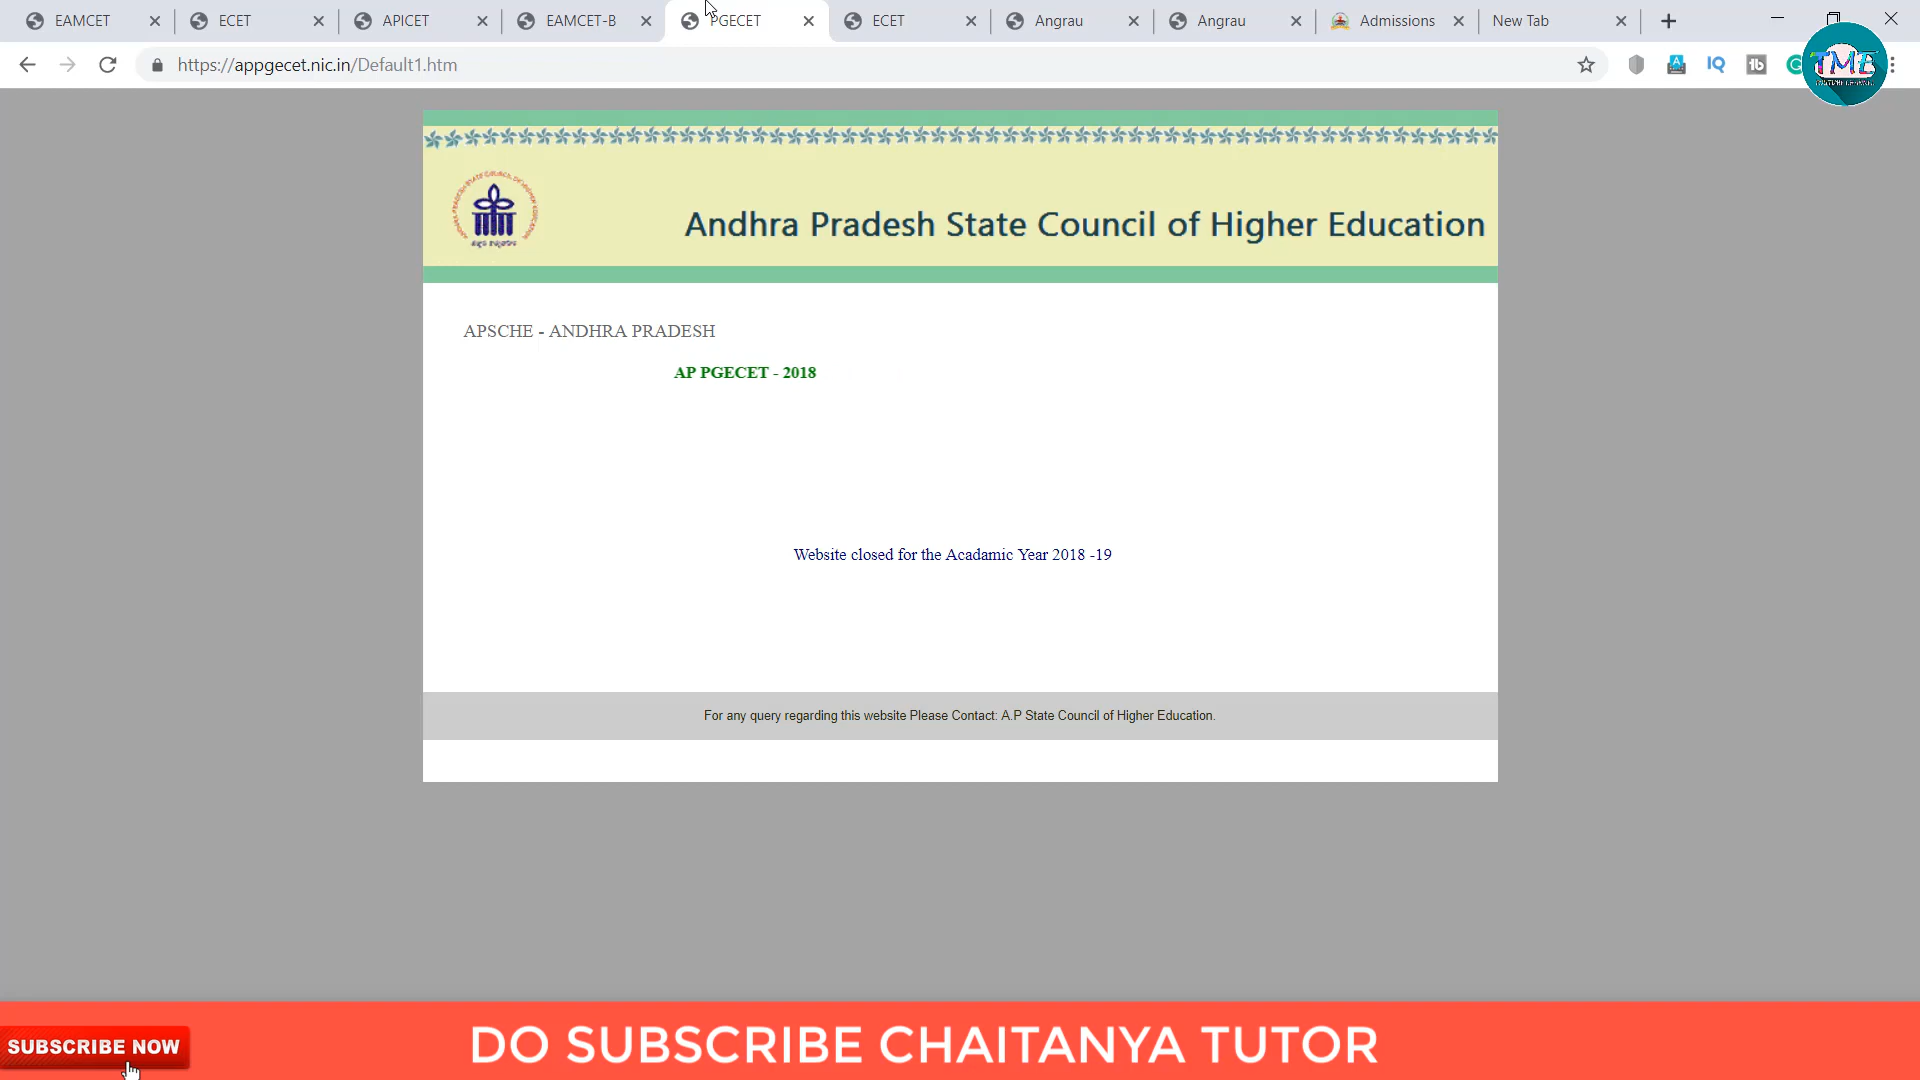 EAMCET
ECET
APICET
EAMCET-B
PGECET
ECET
Angrau
Angrau
Admissions
New Tab
https://appgecet.nic.in/Default1.htm
IQ
TME
Andhra Pradesh State Council of Higher Education
APSCHE - ANDHRA PRADESH
AP PGECET - 2018
Website closed for the Acadamic Year 2018 -19
For any query regarding this website Please Contact: A.P State Council of Higher Education.
SUBSCRIBE NOW
DO SUBSCRIBE CHAITANYA TUTOR